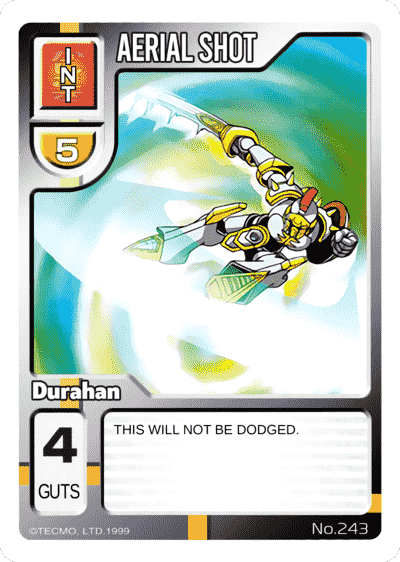 AERIAL SHOT
INT
5
Durahan
4
GUTS
THIS WILL NOT BE DODGED.
©TECMO, LTD.1999
No.243